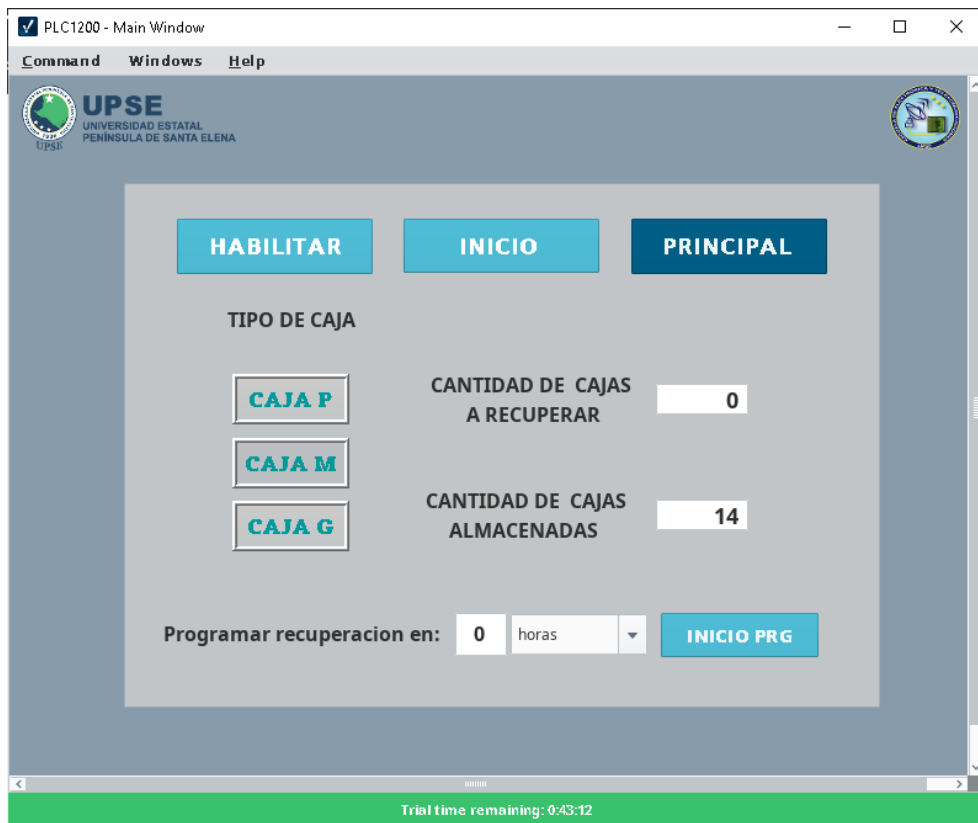 PLC1200 - Main Window
Command Windows Help
UPSE
UNIVERSIDAD ESTATAL
PENÍNSULA DE SANTA ELENA
UPSE
HABILITAR INICIO PRINCIPAL
TIPO DE CAJA
CAJA P
CANTIDAD DE CAJAS
A RECUPERAR
0
CAJA M
CAJA G
CANTIDAD DE CAJAS
ALMACENADAS
14
Programar recuperacion en: 0 horas INICIO PRG
Trial time remaining: 0:43:12